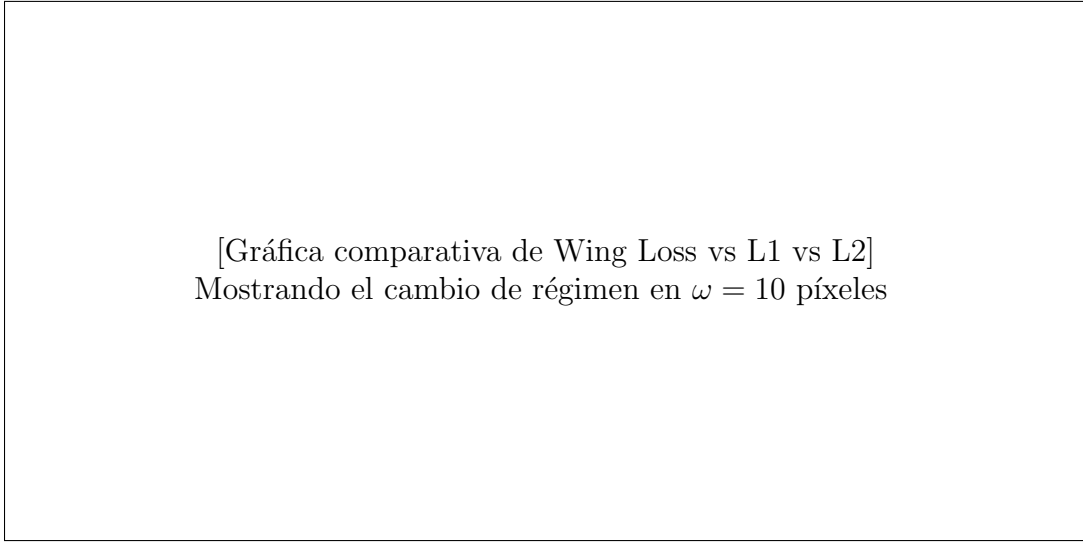 [Gráfica comparativa de Wing Loss vs L1 vs L2]
Mostrando el cambio de régimen en ω = 10 píxeles